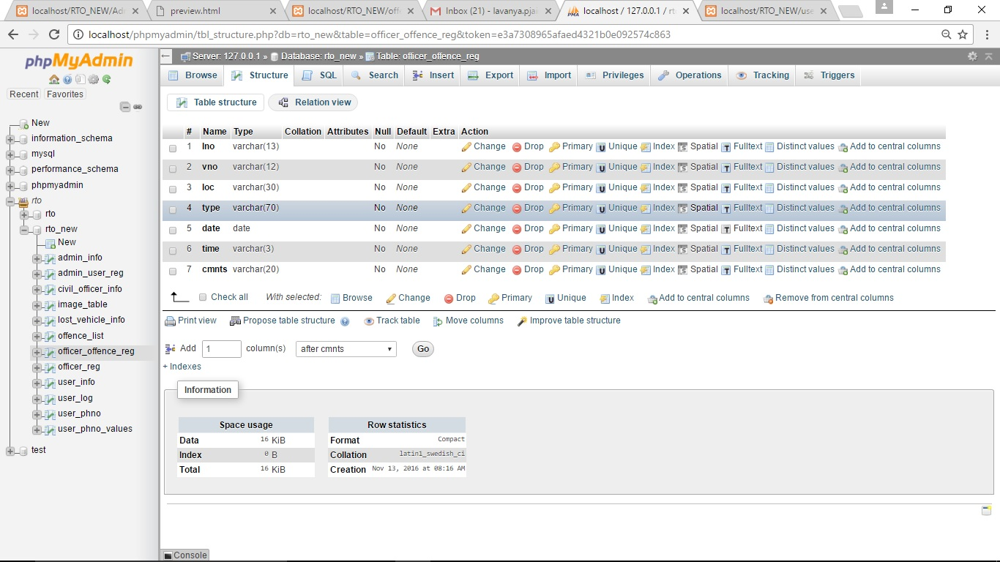 localhost/RTO_NEW/Adm
preview.html
localhost/RTO_NEW/off
Inbox (21) - lavanya.pjai
localhost / 127.0.0.1 / rt
localhost/RTO_NEW/use
localhost/phpmyadmin/tbl_structure.php?db=rto_new&table=officer_offence_reg&token=e3a73b8965afaed4321b0e092574c863
phpMyAdmin
Recent Favorites
New
information_schema
mysql
performance_schema
phpmyadmin
rto
rto
rto_new
New
admin_info
admin_user_reg
civil_officer_info
image_table
lost_vehicle_info
offence_list
officer_offence_reg
officer_reg
user_info
user_log
user_phno
user_phno_values
test
Server: 127.0.0.1 » Database: rto_new » Table: officer_offence_reg
Browse Structure SQL Search Insert Export Import Privileges Operations Tracking Triggers
Table structure Relation view
# Name Type Collation Attributes Null Default Extra Action
1 lno varchar(13) No None Change Drop Primary Unique Index Spatial Fulltext Distinct values Add to central columns
2 vno varchar(12) No None Change Drop Primary Unique Index Spatial Fulltext Distinct values Add to central columns
3 loc varchar(30) No None Change Drop Primary Unique Index Spatial Fulltext Distinct values Add to central columns
4 type varchar(70) No None Change Drop Primary Unique Index Spatial Fulltext Distinct values Add to central columns
5 date date No None Change Drop Primary Unique Index Spatial Fulltext Distinct values Add to central columns
6 time varchar(3) No None Change Drop Primary Unique Index Spatial Fulltext Distinct values Add to central columns
7 cmnts varchar(20) No None Change Drop Primary Unique Index Spatial Fulltext Distinct values Add to central columns
Check all With selected: Browse Change Drop Primary Unique Index Add to central columns Remove from central columns
Print view Propose table structure Track table Move columns Improve table structure
Add 1 column(s) after cmnts Go
+ Indexes
Information
Space usage
Data 16 KiB
Index 0 B
Total 16 KiB
Row statistics
Format Compact
Collation latin1_swedish_ci
Creation Nov 13, 2016 at 08:16 AM
Console